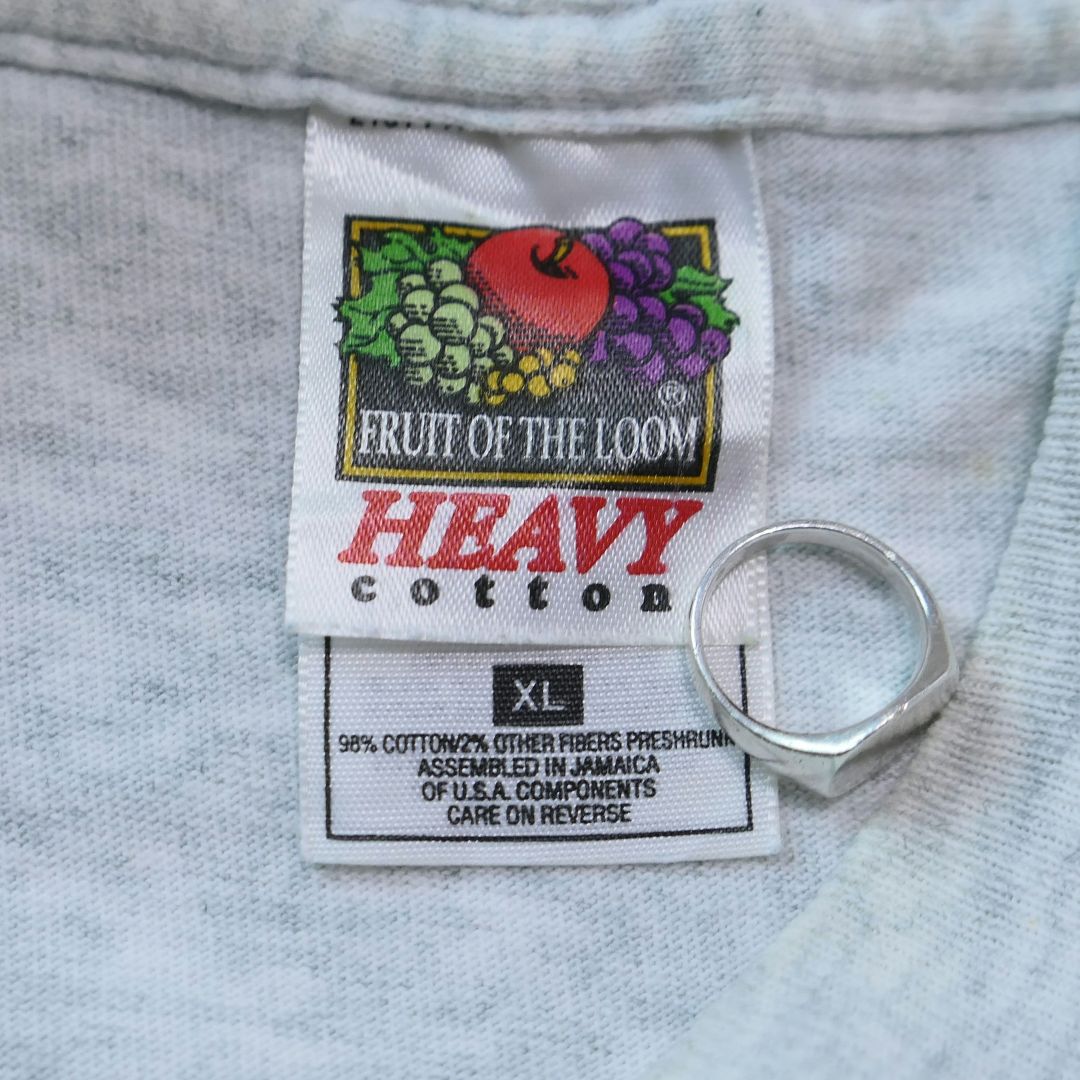 FRUIT OF THE LOOM
®
HEAVY
cotton
XL
98% COTTON/2% OTHER FIBERS PRESHRUNK
ASSEMBLED IN JAMAICA
OF U.S.A. COMPONENTS
CARE ON REVERSE